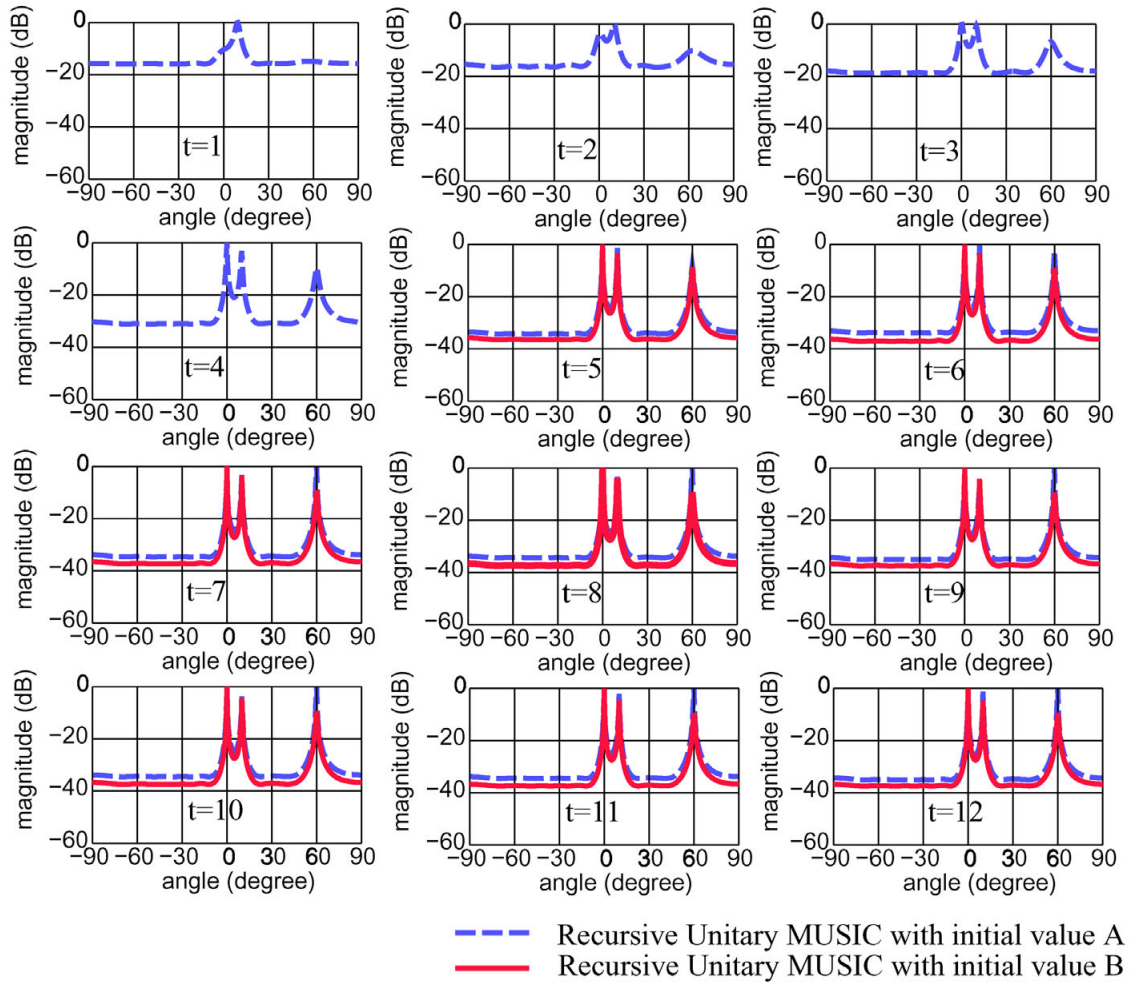 magnitude (dB)
0
−20
−40
−60
t=1
−90 −60 −30 0 30 60 90
angle (degree)
magnitude (dB)
0
−20
−40
−60
t=2
−90 −60 −30 0 30 60 90
angle (degree)
magnitude (dB)
0
−20
−40
−60
t=3
−90 −60 −30 0 30 60 90
angle (degree)
magnitude (dB)
0
−20
−40
−60
t=4
−90 −60 −30 0 30 60 90
angle (degree)
magnitude (dB)
0
−20
−40
−60
t=5
−90 −60 −30 0 30 60 90
angle (degree)
magnitude (dB)
0
−20
−40
−60
t=6
−90 −60 −30 0 30 60 90
angle (degree)
magnitude (dB)
0
−20
−40
−60
t=7
−90 −60 −30 0 30 60 90
angle (degree)
magnitude (dB)
0
−20
−40
−60
t=8
−90 −60 −30 0 30 60 90
angle (degree)
magnitude (dB)
0
−20
−40
−60
t=9
−90 −60 −30 0 30 60 90
angle (degree)
magnitude (dB)
0
−20
−40
−60
t=10
−90 −60 −30 0 30 60 90
angle (degree)
magnitude (dB)
0
−20
−40
−60
t=11
−90 −60 −30 0 30 60 90
angle (degree)
magnitude (dB)
0
−20
−40
−60
t=12
−90 −60 −30 0 30 60 90
angle (degree)
Recursive Unitary MUSIC with initial value A
Recursive Unitary MUSIC with initial value B